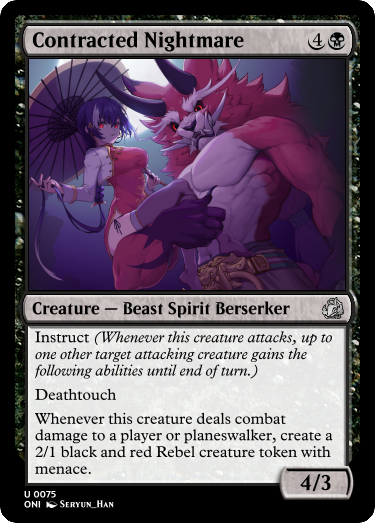 Contracted Nightmare 4
Creature — Beast Spirit Berserker
Instruct (Whenever this creature attacks, up to
one other target attacking creature gains the
following abilities until end of turn.)
Deathtouch
Whenever this creature deals combat
damage to a player or planeswalker, create a
2/1 black and red Rebel creature token with
menace.
4/3
U 0075
ONI Seryun_Han